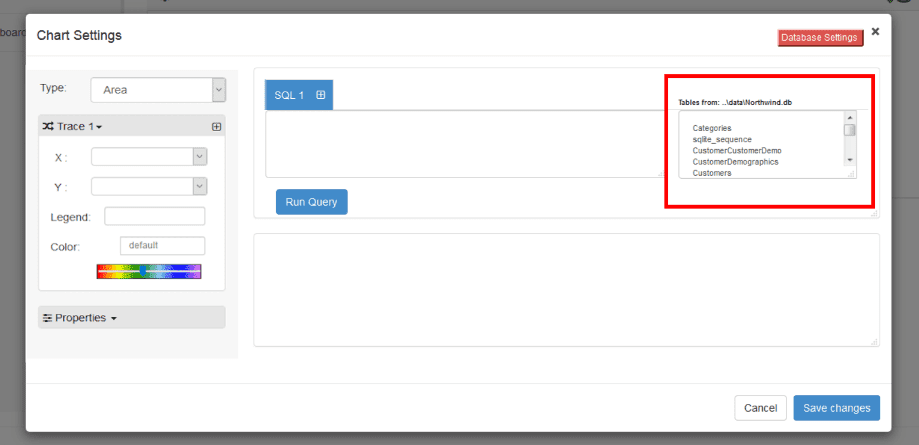 board
Chart Settings
Database Settings
×
Type:
Area
Trace 1
X :
Y :
Legend:
Color:
default
Properties
SQL 1
Run Query
Tables from: ..\data\Northwind.db
Categories
sqlite_sequence
CustomerCustomerDemo
CustomerDemographics
Customers
Cancel
Save changes